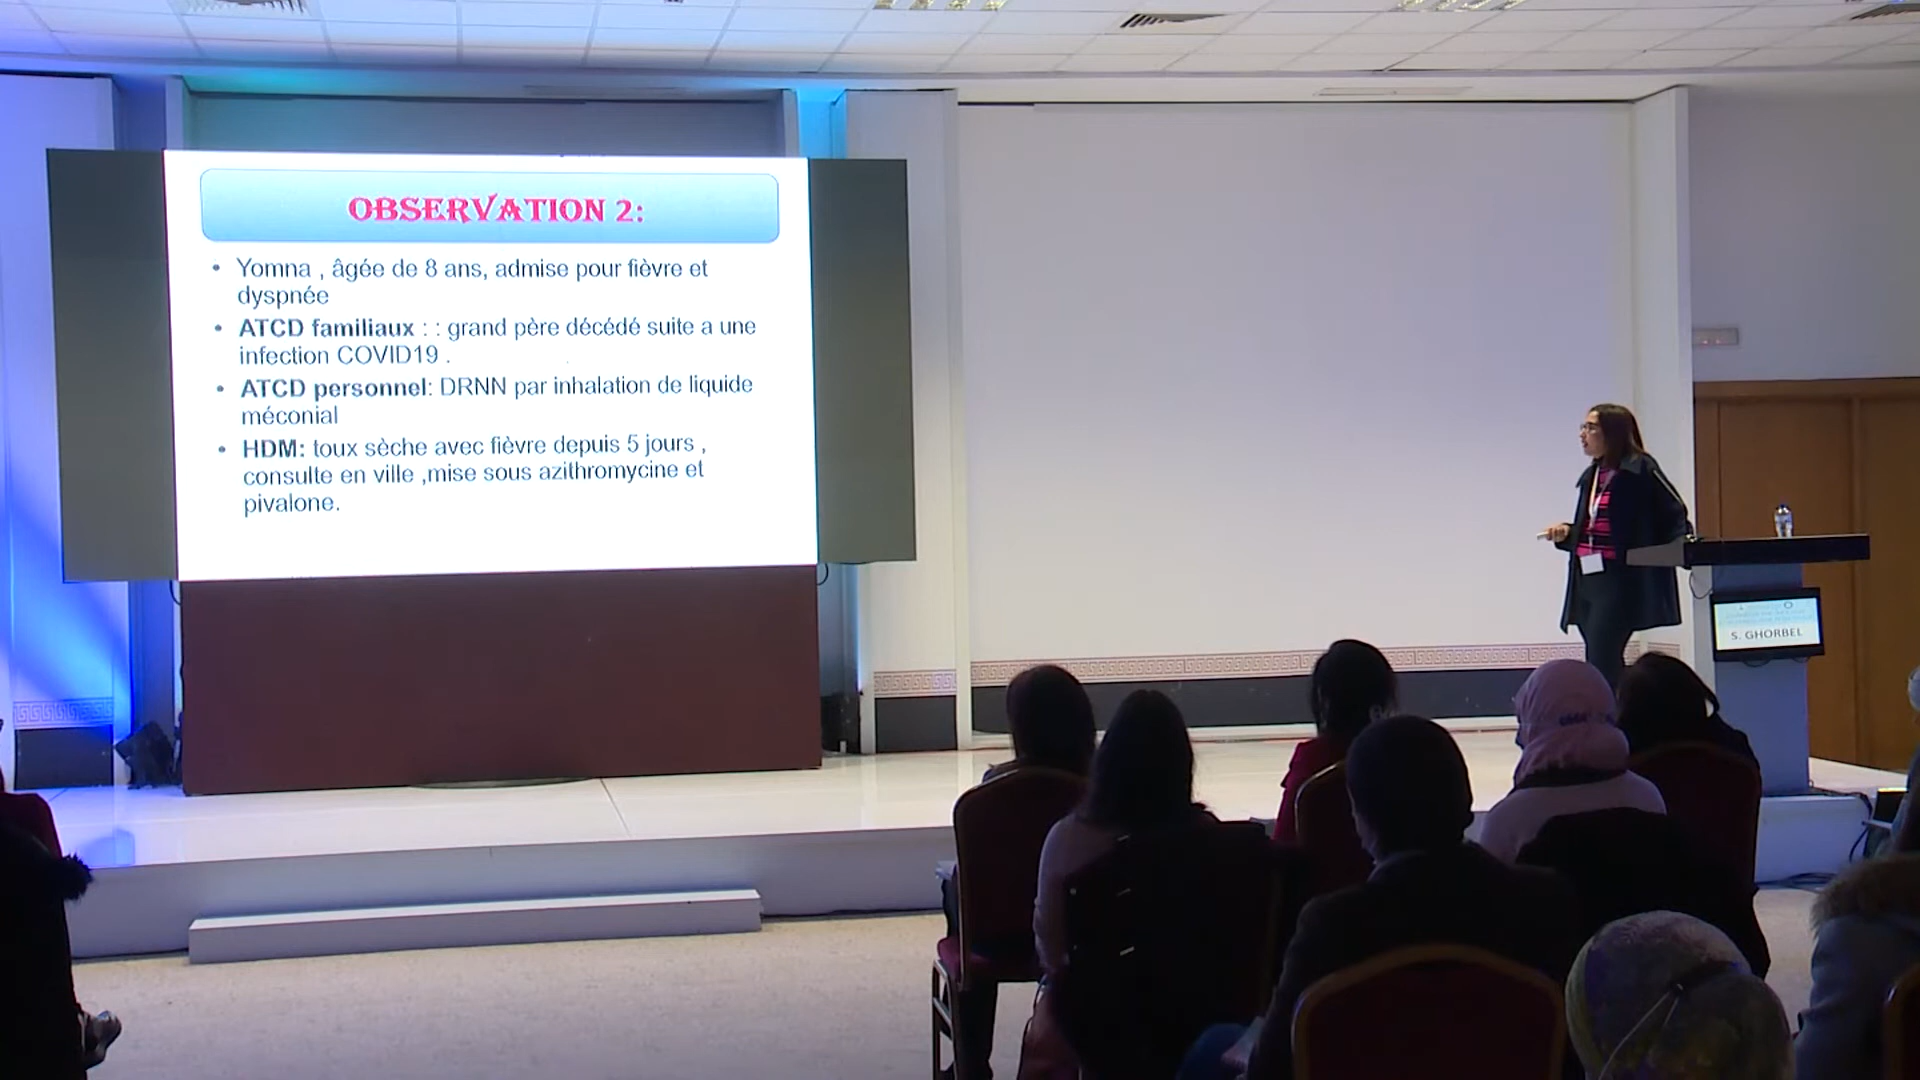 OBSERVATION 2:
• Yomna , âgée de 8 ans, admise pour fièvre et
dyspnée
• ATCD familiaux : : grand père décédé suite a une
infection COVID19 .
• ATCD personnel: DRNN par inhalation de liquide
méconial
• HDM: toux sèche avec fièvre depuis 5 jours ,
consulte en ville ,mise sous azithromycine et
pivalone.
S. GHORBEL